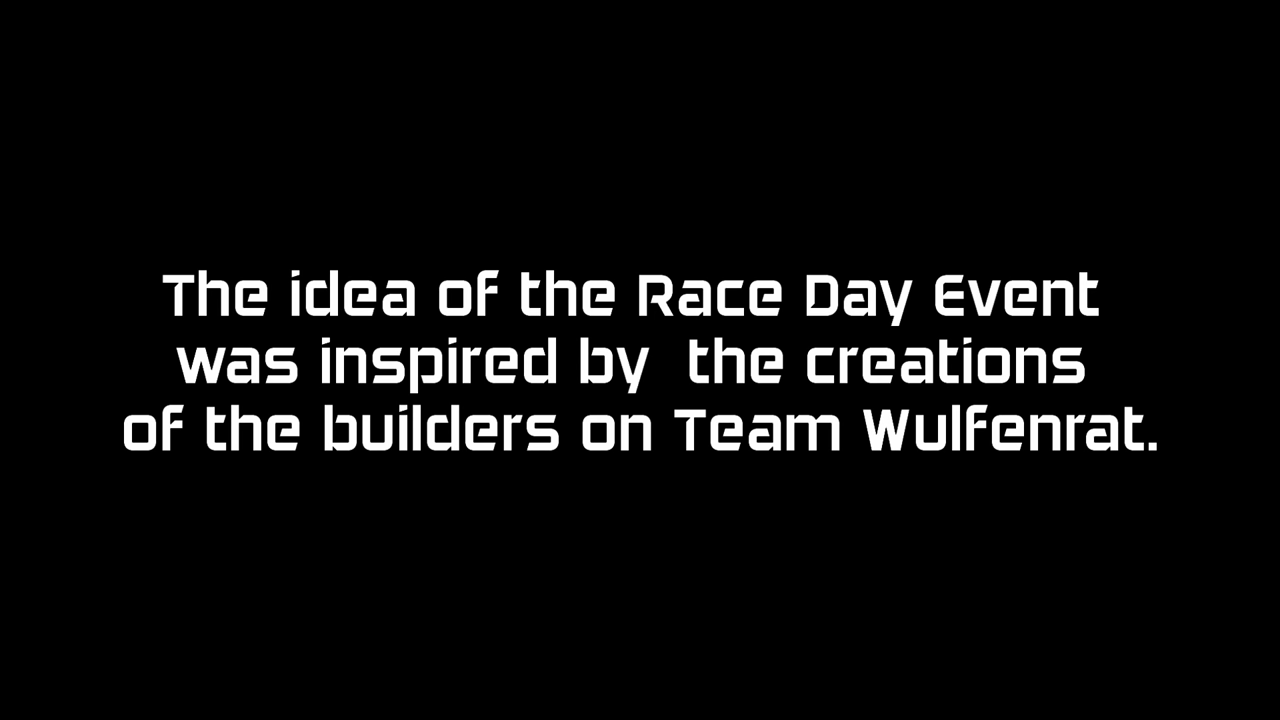 The idea of the Race Day Event
was inspired by  the creations
of the builders on Team Wulfenrat.